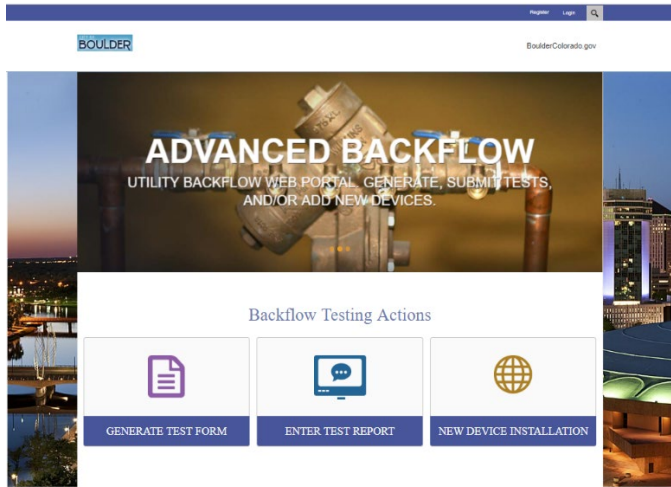 Register Login
BOULDER
BoulderColorado.gov
ADVANCED BACKFLOW
UTILITY BACKFLOW WEB PORTAL. GENERATE, SUBMIT TESTS,
AND/OR ADD NEW DEVICES.
Backflow Testing Actions
GENERATE TEST FORM
ENTER TEST REPORT
NEW DEVICE INSTALLATION